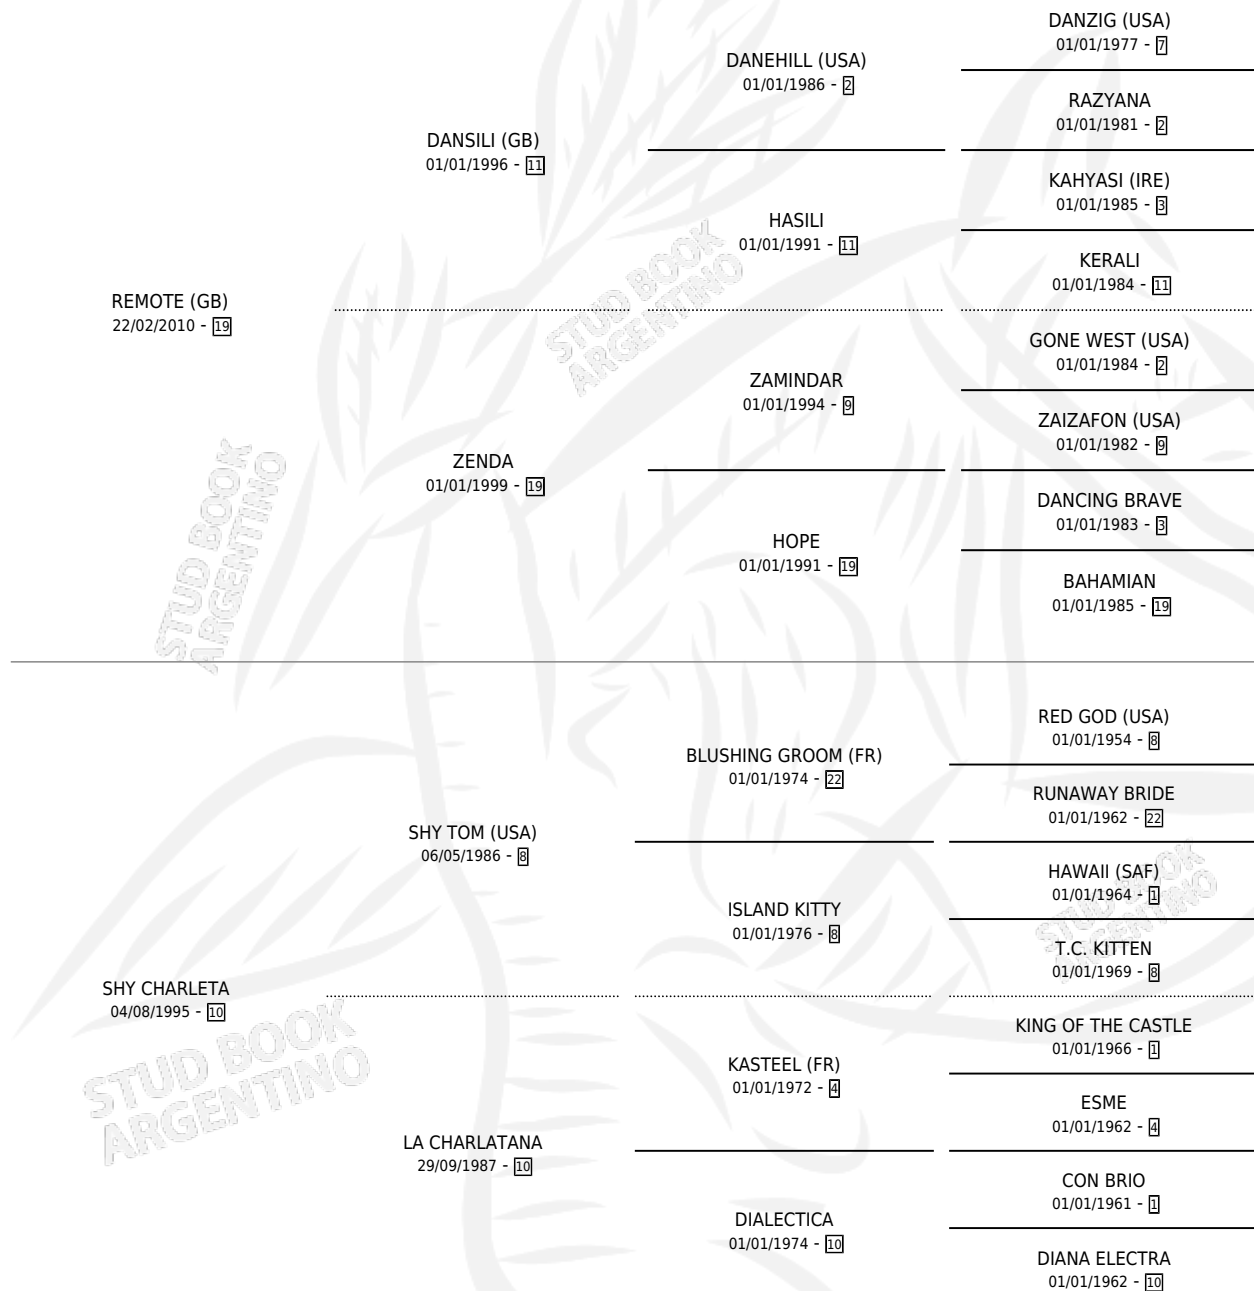 DANZIG (USA)
01/01/1977 - 7
DANEHILL (USA)
01/01/1986 - 2
RAZYANA
01/01/1981 - 2
DANSILI (GB)
01/01/1996 - 11
KAHYASI (IRE)
01/01/1985 - 3
HASILI
01/01/1991 - 11
KERALI
01/01/1984 - 11
REMOTE (GB)
22/02/2010 - 19
STUD BOOK
ARGENTINO
GONE WEST (USA)
01/01/1984 - 2
ZAMINDAR
01/01/1994 - 9
ZAIZAFON (USA)
01/01/1982 - 9
ZENDA
01/01/1999 - 19
DANCING BRAVE
01/01/1983 - 3
HOPE
01/01/1991 - 19
BAHAMIAN
01/01/1985 - 19
STUD BOOK
ARGENTINO
RED GOD (USA)
01/01/1954 - 8
BLUSHING GROOM (FR)
01/01/1974 - 22
RUNAWAY BRIDE
01/01/1962 - 22
SHY TOM (USA)
06/05/1986 - 8
HAWAII (SAF)
01/01/1964 - 1
ISLAND KITTY
01/01/1976 - 8
T.C. KITTEN
01/01/1969 - 8
STUD BOOK
ARGENTINO
SHY CHARLETA
04/08/1995 - 10
KING OF THE CASTLE
01/01/1966 - 1
KASTEEL (FR)
01/01/1972 - 4
ESME
01/01/1962 - 4
STUD BOOK
ARGENTINO
LA CHARLATANA
29/09/1987 - 10
CON BRIO
01/01/1961 - 1
DIALECTICA
01/01/1974 - 10
DIANA ELECTRA
01/01/1962 - 10